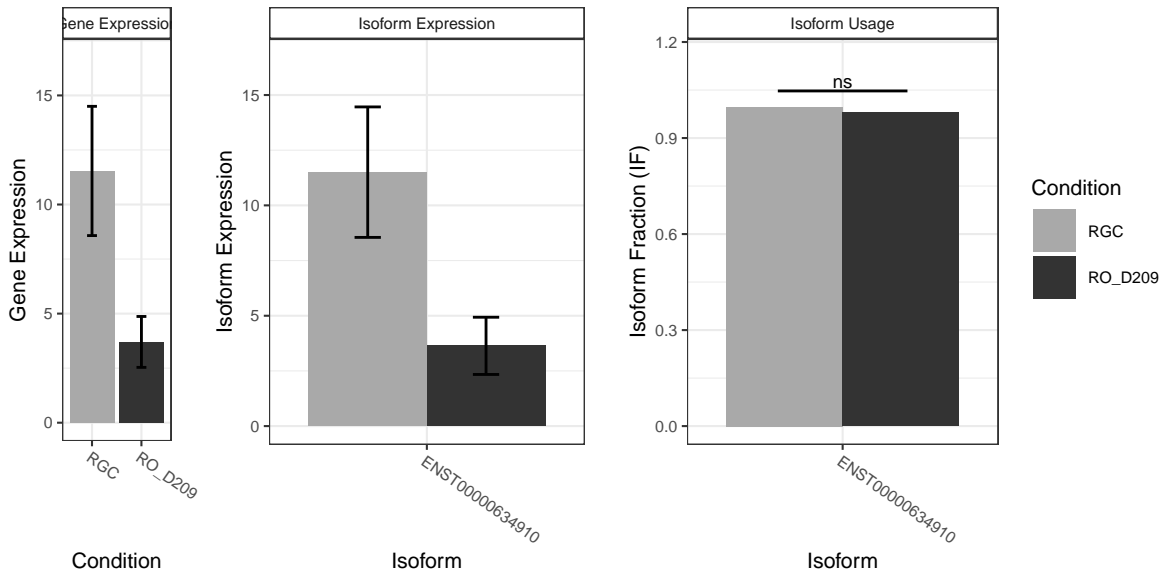 Gene Expression
Gene Expression
15
10
5
0
RGC
RO_D209
Condition
Isoform Expression
Isoform Expression
15
10
5
0
ENST00000634910
Isoform
Isoform Usage
Isoform Fraction (IF)
1.2
0.9
0.6
0.3
0.0
ns
ENST00000634910
Isoform
Condition
RGC
RO_D209